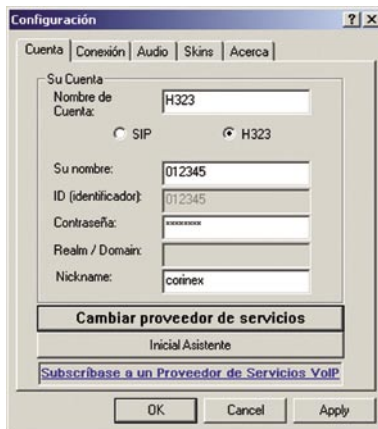 Configuración
Cuenta Conexión Audio Skins Acerca
Su Cuenta
Nombre de Cuenta: H323
SIP H323
Su nombre: 012345
ID (identificador): 012345
Contraseña: ********
Realm / Domain:
Nickname: corinex
Cambiar proveedor de servicios
Inicial Asistente
Subscríbase a un Proveedor de Servicios VoIP
OK Cancel Apply